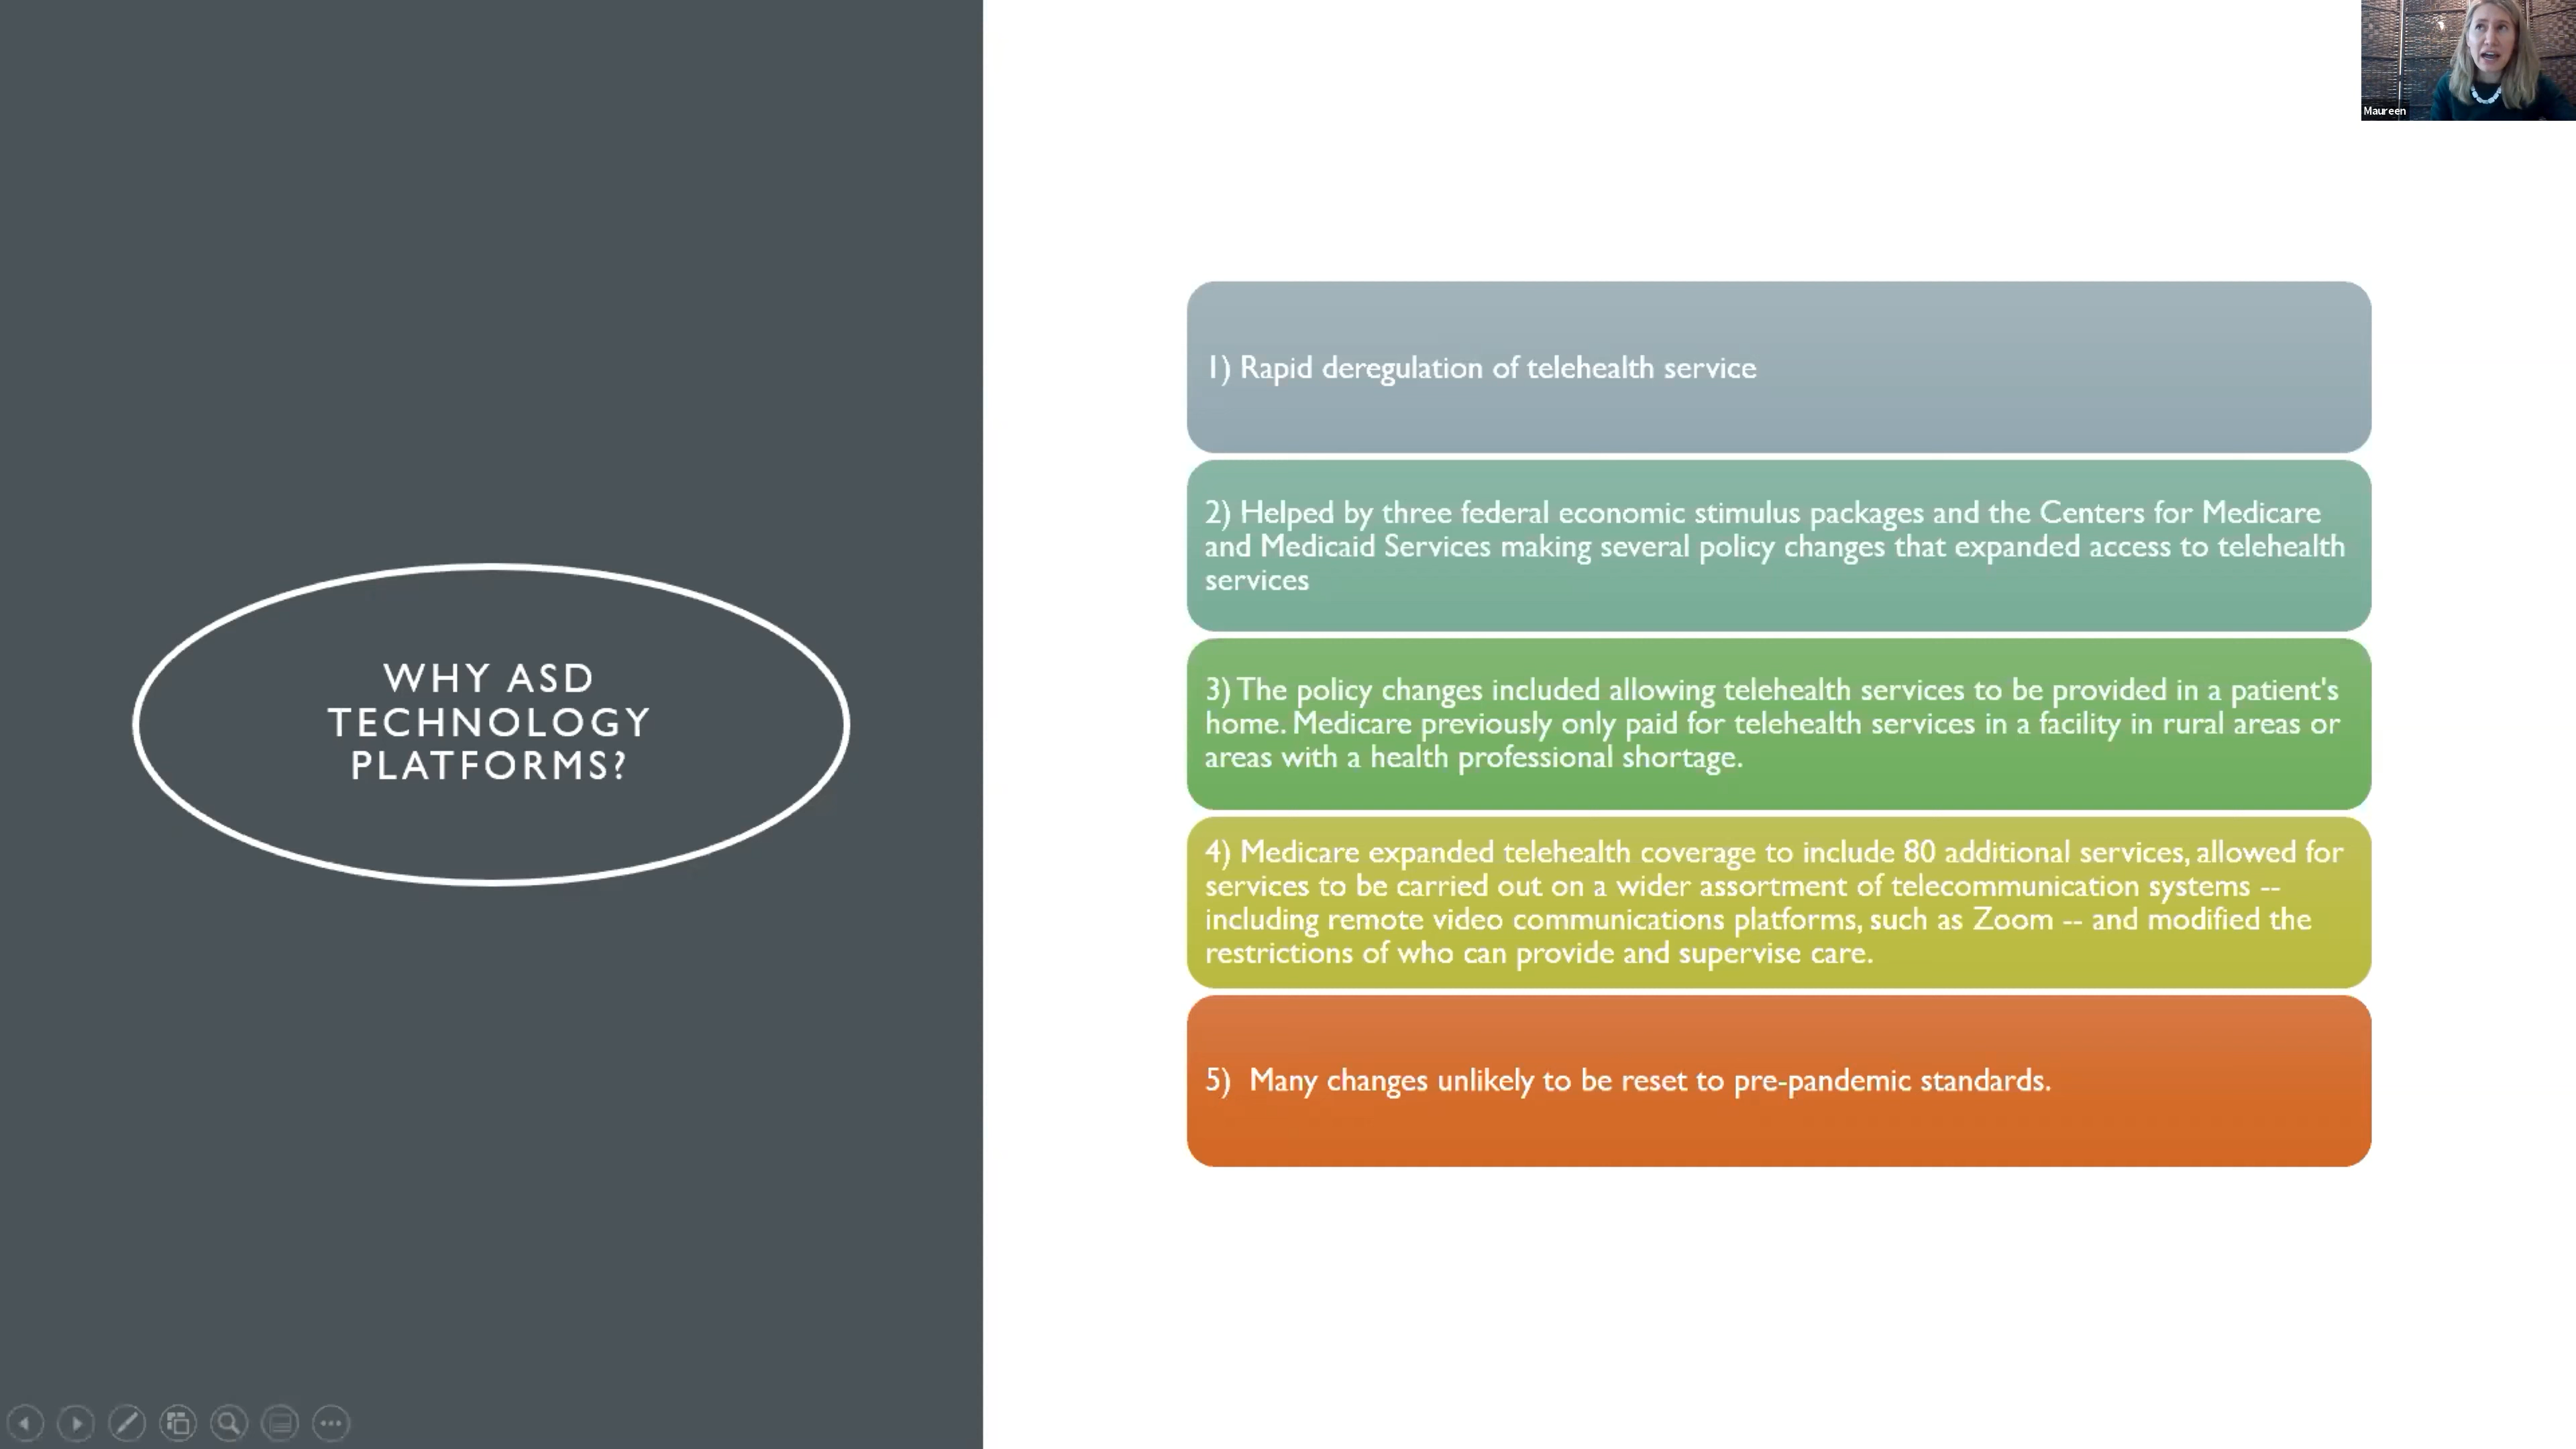 Maureen
WHY ASD
TECHNOLOGY
PLATFORMS?
1) Rapid deregulation of telehealth service
2) Helped by three federal economic stimulus packages and the Centers for Medicare
and Medicaid Services making several policy changes that expanded access to telehealth
services
3) The policy changes included allowing telehealth services to be provided in a patient's
home. Medicare previously only paid for telehealth services in a facility in rural areas or
areas with a health professional shortage.
4) Medicare expanded telehealth coverage to include 80 additional services, allowed for
services to be carried out on a wider assortment of telecommunication systems --
including remote video communications platforms, such as Zoom -- and modified the
restrictions of who can provide and supervise care.
5)  Many changes unlikely to be reset to pre-pandemic standards.